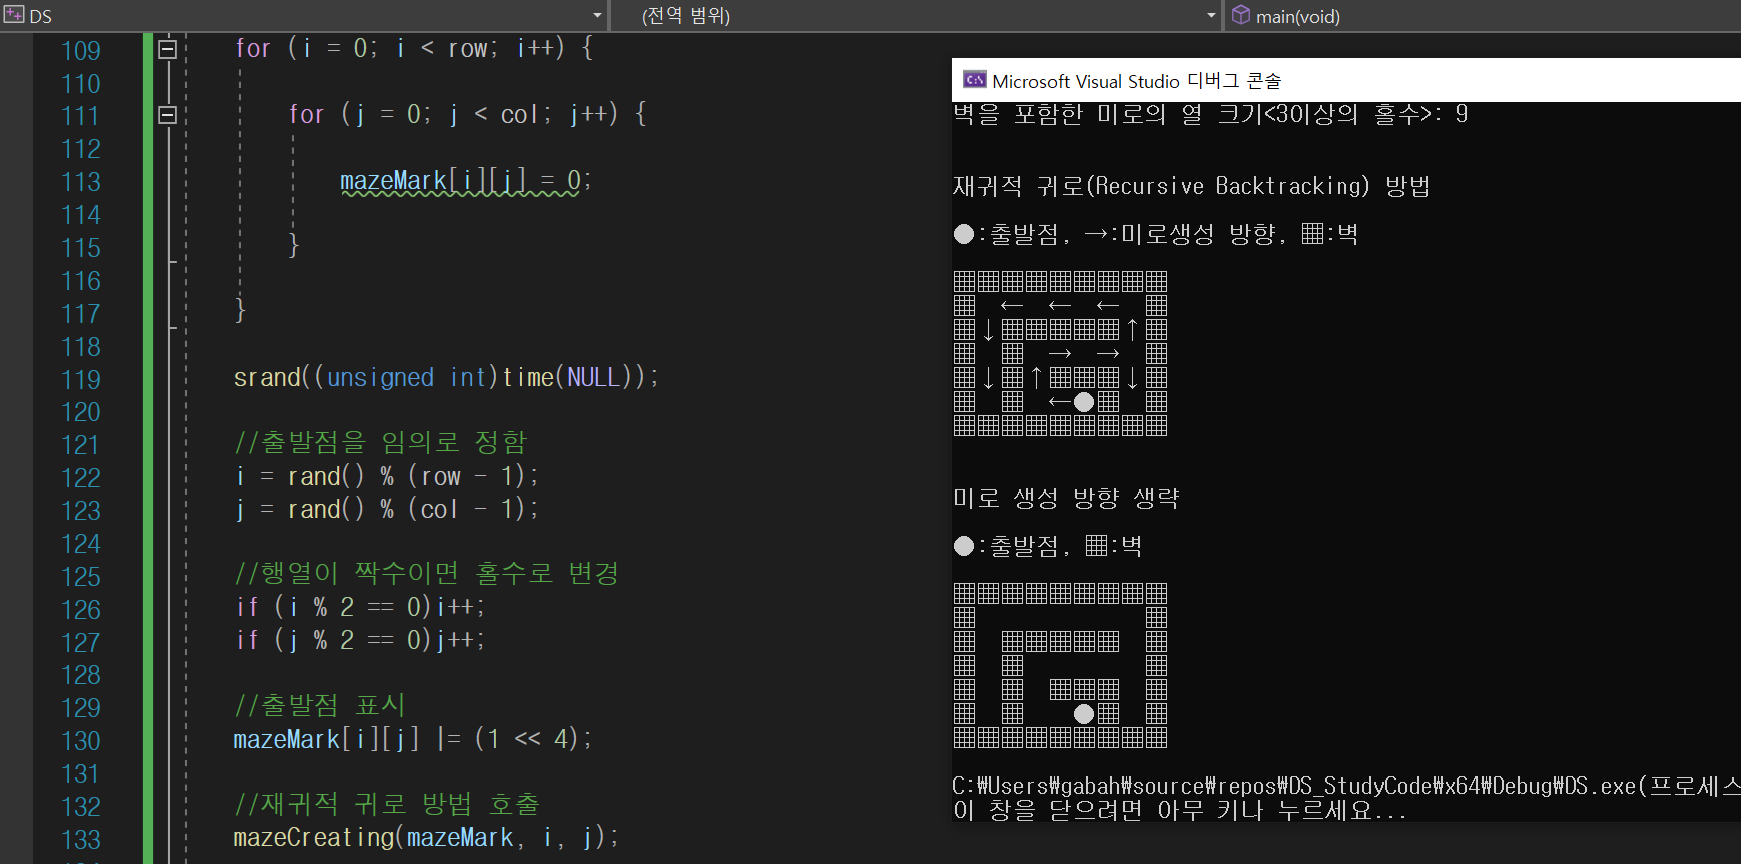 DS
(전역 범위)
main(void)
109 for (i = 0; i < row; i++) {
110
111 for (j = 0; j < col; j++) {
112
113 mazeMark[i][j] = 0;
114
115 }
116
117 }
118
119 srand((unsigned int)time(NULL));
120
121 //출발점을 임의로 정함
122 i = rand() % (row - 1);
123 j = rand() % (col - 1);
124
125 //행열이 짝수이면 홀수로 변경
126 if (i % 2 == 0)i++;
127 if (j % 2 == 0)j++;
128
129 //출발점 표시
130 mazeMark[i][j] |= (1 << 4);
131
132 //재귀적 귀로 방법 호출
133 mazeCreating(mazeMark, i, j);
Microsoft Visual Studio 디버그 콘솔
벽을 포함한 미로의 열 크기<3이상의 홀수>: 9
재귀적 귀로(Recursive Backtracking) 방법
●:출발점, →:미로생성 방향, ▦:벽
▦▦▦▦▦▦▦▦▦
▦ ← ← ← ▦
▦↓▦▦▦▦▦↑▦
▦ ▦ → → ▦
▦↓▦↑▦▦▦↓▦
▦ ▦ ←●▦ ▦
▦▦▦▦▦▦▦▦▦
미로 생성 방향 생략
●:출발점, ▦:벽
▦▦▦▦▦▦▦▦▦
▦ ▦
▦ ▦▦▦▦▦ ▦
▦ ▦ ▦
▦ ▦ ▦▦▦ ▦
▦ ▦ ●▦ ▦
▦▦▦▦▦▦▦▦▦
C:₩Users₩gabah₩source₩repos₩DS_StudyCode₩x64₩Debug₩DS.exe(프로세스
이 창을 닫으려면 아무 키나 누르세요...